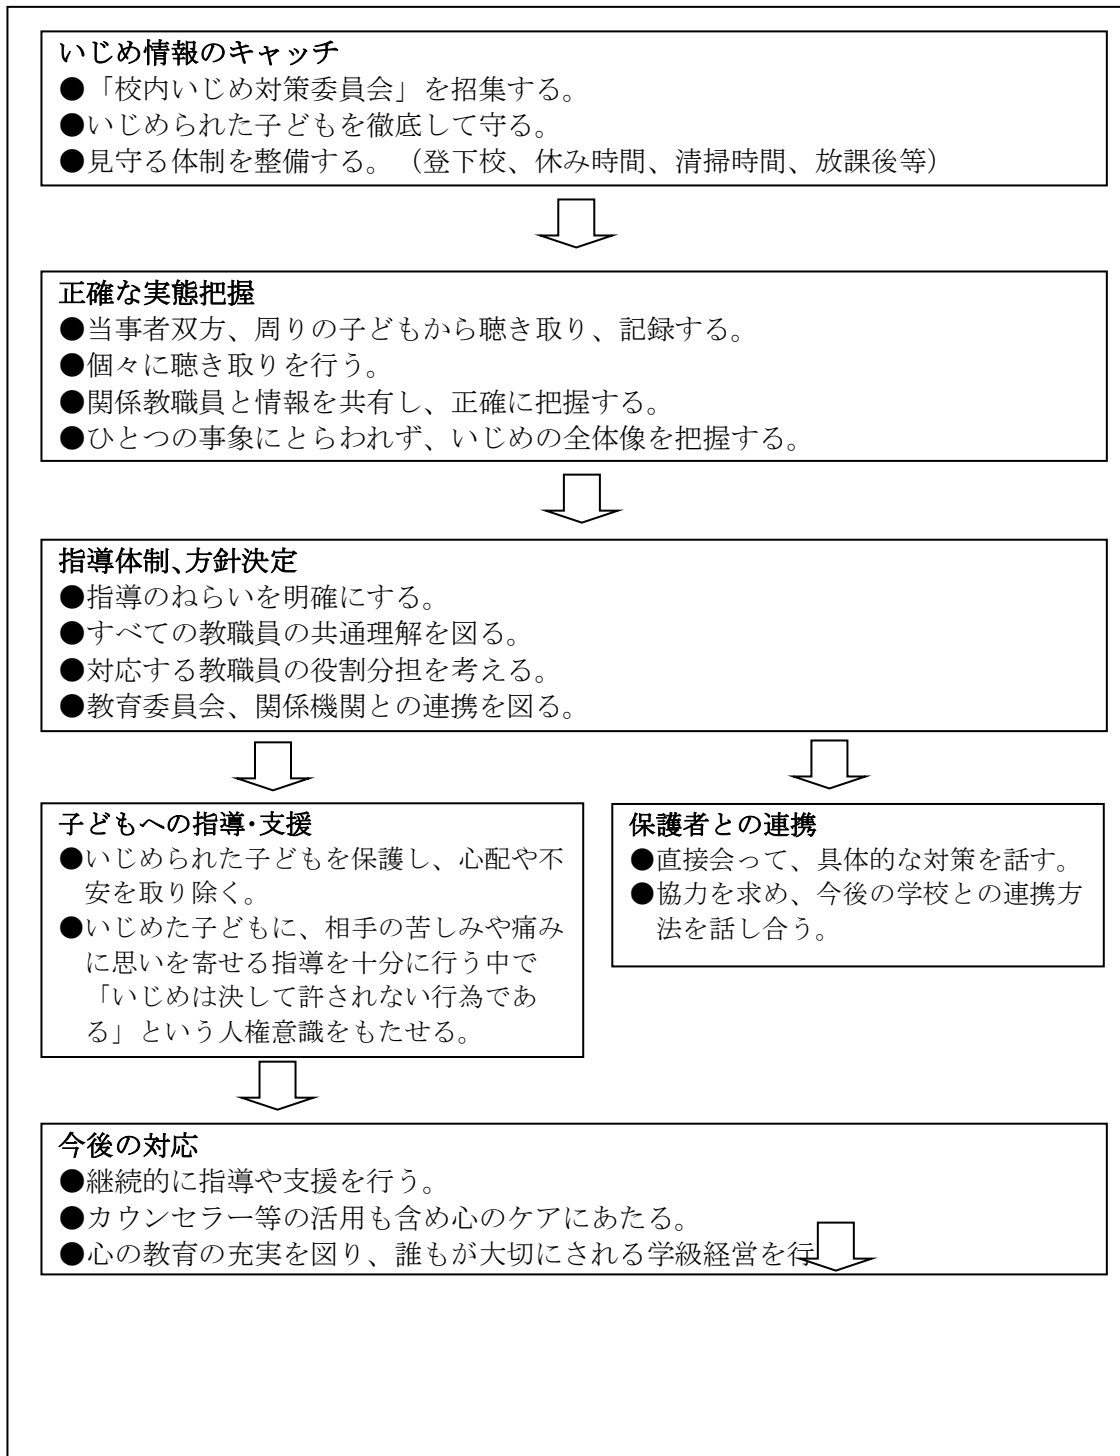 いじめ情報のキャッチ
●「校内いじめ対策委員会」を招集する。
●いじめられた子どもを徹底して守る。
●見守る体制を整備する。（登下校、休み時間、清掃時間、放課後等）
正確な実態把握
●当事者双方、周りの子どもから聴き取り、記録する。
●個々に聴き取りを行う。
●関係教職員と情報を共有し、正確に把握する。
●ひとつの事象にとらわれず、いじめの全体像を把握する。
指導体制、方針決定
●指導のねらいを明確にする。
●すべての教職員の共通理解を図る。
●対応する教職員の役割分担を考える。
●教育委員会、関係機関との連携を図る。
子どもへの指導･支援
●いじめられた子どもを保護し、心配や不
安を取り除く。
●いじめた子どもに、相手の苦しみや痛み
に思いを寄せる指導を十分に行う中で
「いじめは決して許されない行為であ
る」という人権意識をもたせる。
保護者との連携
●直接会って、具体的な対策を話す。
●協力を求め、今後の学校との連携方
法を話し合う。
今後の対応
●継続的に指導や支援を行う。
●カウンセラー等の活用も含め心のケアにあたる。
●心の教育の充実を図り、誰もが大切にされる学級経営を行